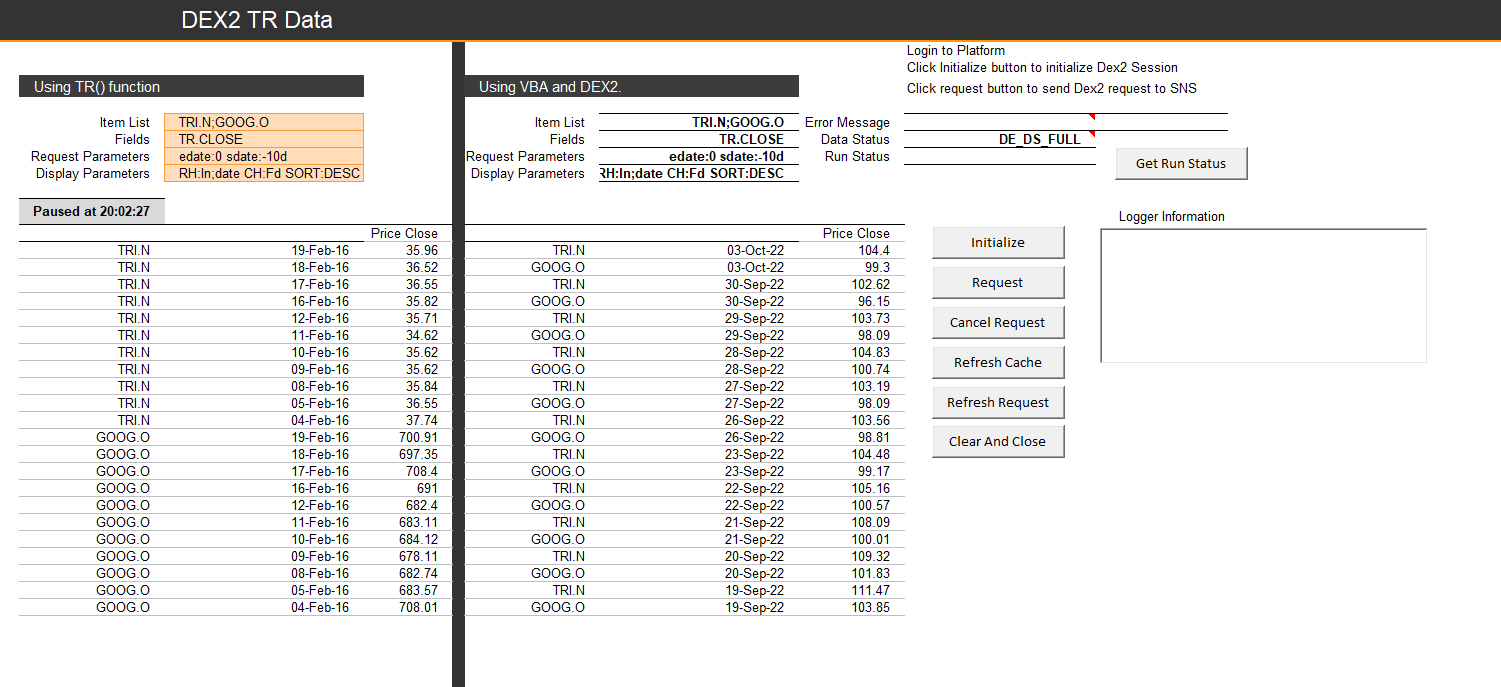 DEX2 TR Data
Login to Platform
Click Initialize button to initialize Dex2 Session
Click request button to send Dex2 request to SNS
Using TR() function
Item List TRI.N;GOOG.O
Fields TR.CLOSE
Request Parameters edate:0 sdate:-10d
Display Parameters RH:In;date CH:Fd SORT:DESC
Paused at 20:02:27
Price Close
TRI.N 19-Feb-16 35.96
TRI.N 18-Feb-16 36.52
TRI.N 17-Feb-16 36.55
TRI.N 16-Feb-16 35.82
TRI.N 12-Feb-16 35.71
TRI.N 11-Feb-16 34.62
TRI.N 10-Feb-16 35.62
TRI.N 09-Feb-16 35.62
TRI.N 08-Feb-16 35.84
TRI.N 05-Feb-16 36.55
TRI.N 04-Feb-16 37.74
GOOG.O 19-Feb-16 700.91
GOOG.O 18-Feb-16 697.35
GOOG.O 17-Feb-16 708.4
GOOG.O 16-Feb-16 691
GOOG.O 12-Feb-16 682.4
GOOG.O 11-Feb-16 683.11
GOOG.O 10-Feb-16 684.12
GOOG.O 09-Feb-16 678.11
GOOG.O 08-Feb-16 682.74
GOOG.O 05-Feb-16 683.57
GOOG.O 04-Feb-16 708.01
Using VBA and DEX2.
Item List TRI.N;GOOG.O
Fields TR.CLOSE
Request Parameters edate:0 sdate:-10d
Display Parameters RH:In;date CH:Fd SORT:DESC
Price Close
TRI.N 03-Oct-22 104.4
GOOG.O 03-Oct-22 99.3
TRI.N 30-Sep-22 102.62
GOOG.O 30-Sep-22 96.15
TRI.N 29-Sep-22 103.73
GOOG.O 29-Sep-22 98.09
TRI.N 28-Sep-22 104.83
GOOG.O 28-Sep-22 100.74
TRI.N 27-Sep-22 103.19
GOOG.O 27-Sep-22 98.09
TRI.N 26-Sep-22 103.56
GOOG.O 26-Sep-22 98.81
TRI.N 23-Sep-22 104.48
GOOG.O 23-Sep-22 99.17
TRI.N 22-Sep-22 105.16
GOOG.O 22-Sep-22 100.57
TRI.N 21-Sep-22 108.09
GOOG.O 21-Sep-22 100.01
TRI.N 20-Sep-22 109.32
GOOG.O 20-Sep-22 101.83
TRI.N 19-Sep-22 111.47
GOOG.O 19-Sep-22 103.85
Error Message
Data Status DE_DS_FULL
Run Status
Get Run Status
Initialize
Request
Cancel Request
Refresh Cache
Refresh Request
Clear And Close
Logger Information